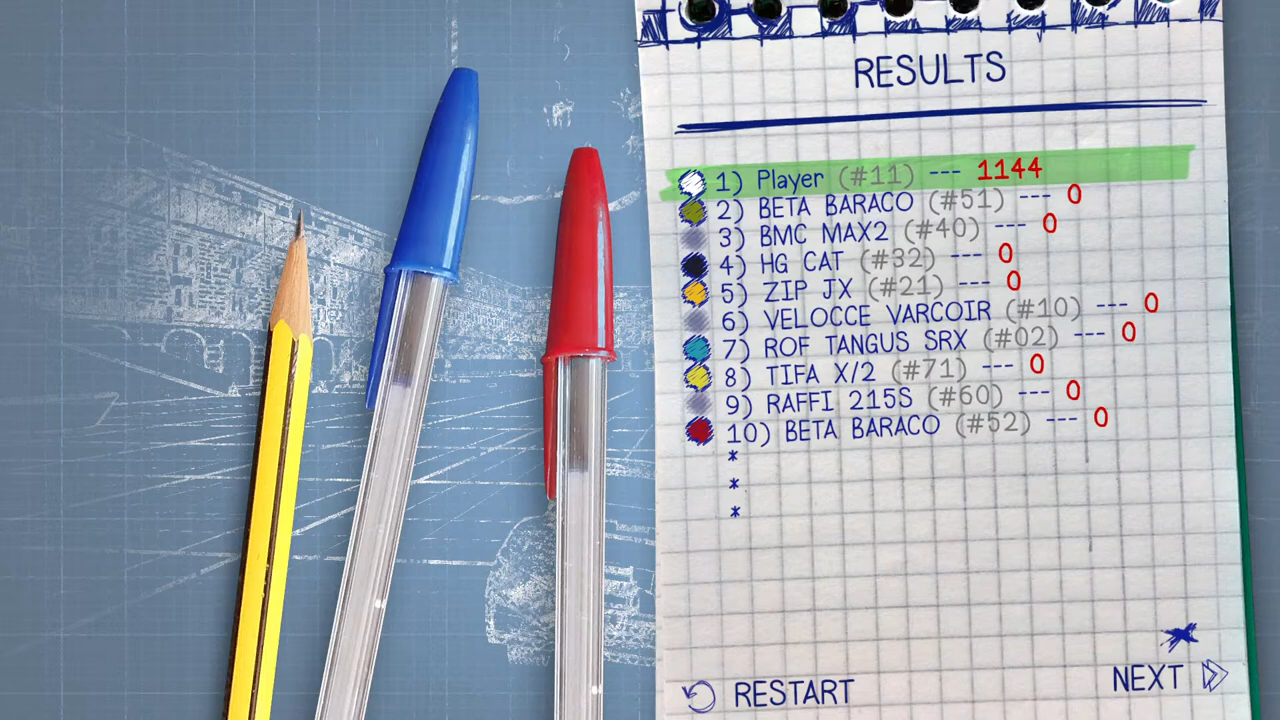 RESULTS
1) Player (#11) --- 1144
2) BETA BARACO (#51) --- 0
3) BMC MAX2 (#40) --- 0
4) HG CAT (#32) --- 0
5) ZIP JX (#21) --- 0
6) VELOCCE VARCOIR (#10) --- 0
7) ROF TANGUS SRX (#02) --- 0
8) TIFA X/2 (#71) --- 0
9) RAFFI 215S (#60) --- 0
10) BETA BARACO (#52) --- 0
*
*
*
RESTART
NEXT